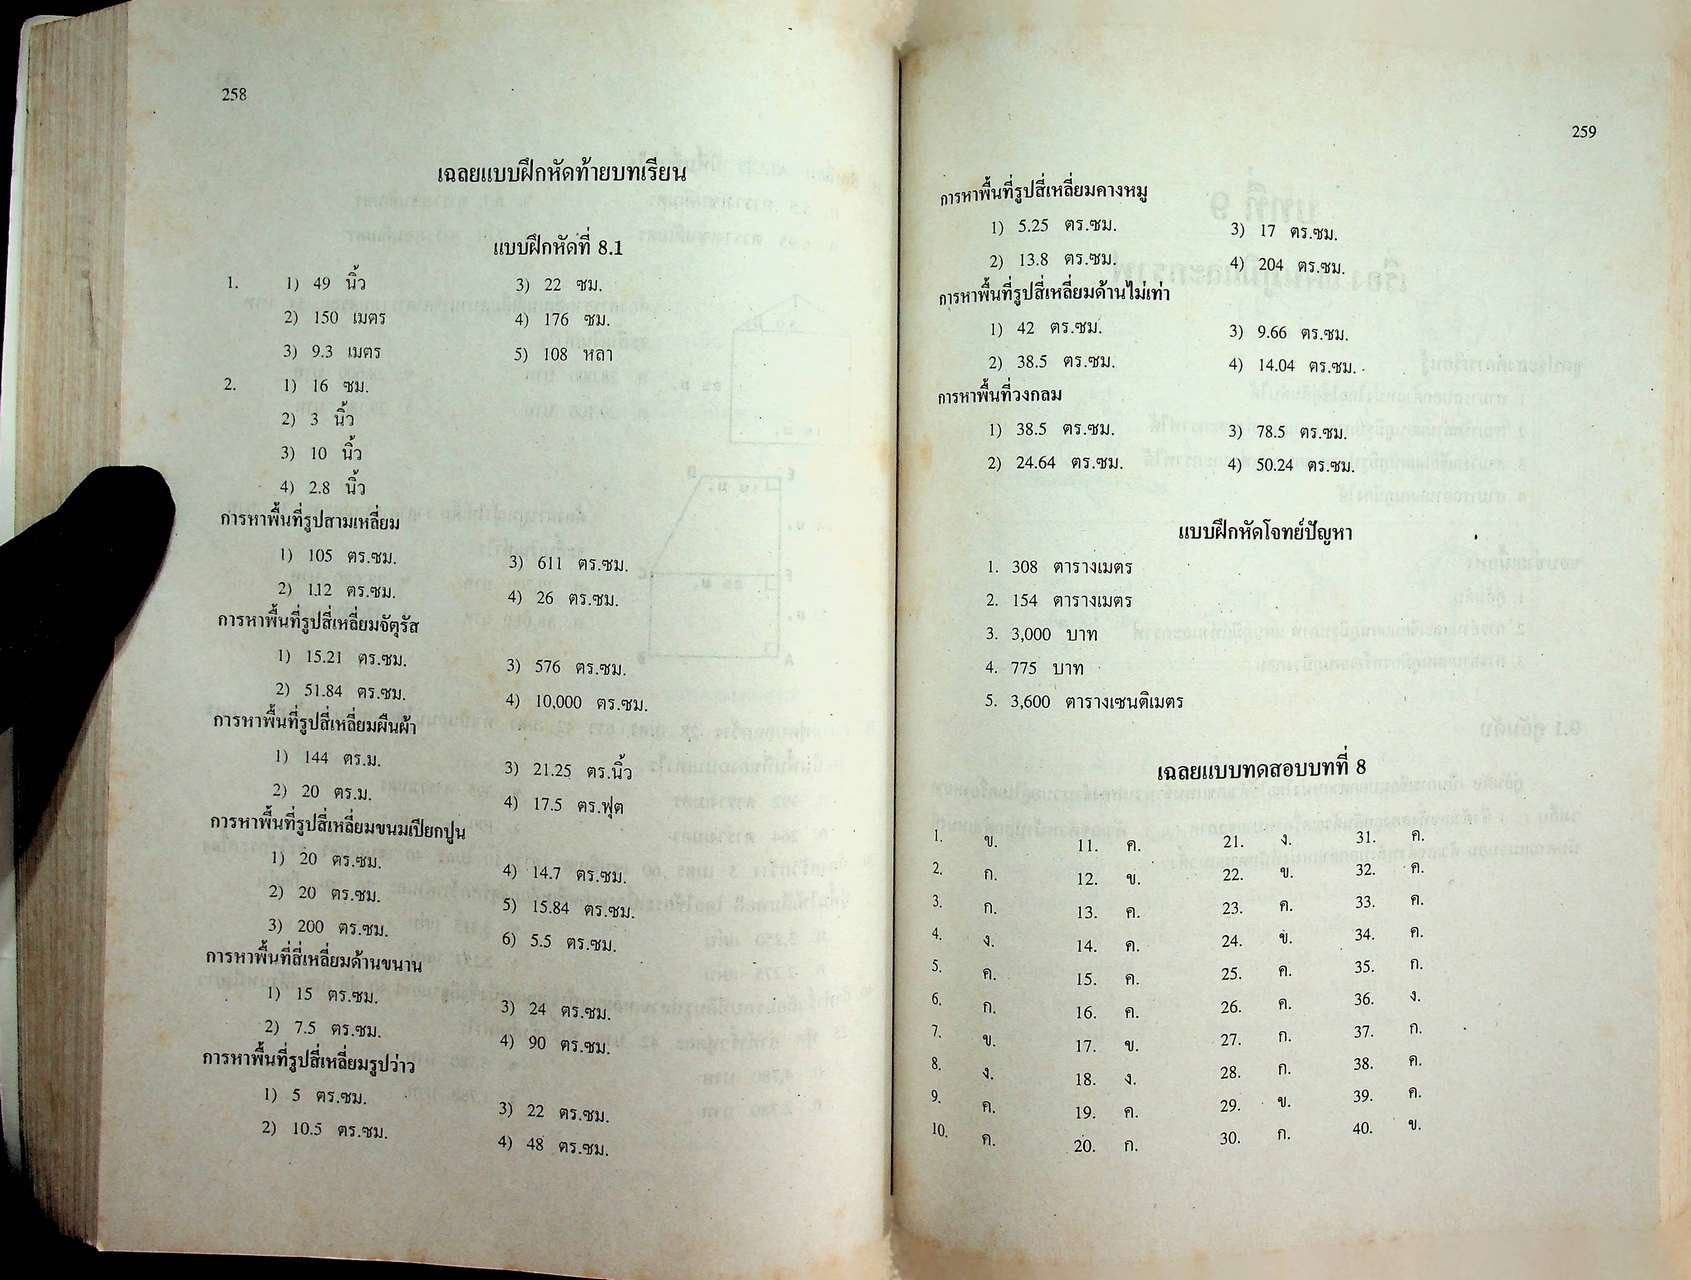 258
เฉลยแบบฝึกหัดท้ายบทเรียน
แบบฝึกหัดที่ 8.1
1. 1) 49 นิ้ว 3) 22 ซม.
2) 150 เมตร 4) 176 ซม.
3) 9.3 เมตร 5) 108 หลา
2. 1) 16 ซม.
2) 3 นิ้ว
3) 10 นิ้ว
4) 2.8 นิ้ว
การหาพื้นที่รูปสามเหลี่ยม
1) 105 ตร.ซม. 3) 611 ตร.ซม.
2) 112 ตร.ซม. 4) 26 ตร.ซม.
การหาพื้นที่รูปสี่เหลี่ยมจัตุรัส
1) 15.21 ตร.ซม. 3) 576 ตร.ซม.
2) 51.84 ตร.ซม. 4) 10,000 ตร.ซม.
การหาพื้นที่รูปสี่เหลี่ยมผืนผ้า
1) 144 ตร.ม. 3) 21.25 ตร.นิ้ว
2) 20 ตร.ม. 4) 17.5 ตร.ฟุต
การหาพื้นที่รูปสี่เหลี่ยมขนมเปียกปูน
1) 20 ตร.ซม. 4) 14.7 ตร.ซม.
2) 20 ตร.ซม. 5) 15.84 ตร.ซม.
3) 200 ตร.ซม. 6) 5.5 ตร.ซม.
การหาพื้นที่สี่เหลี่ยมด้านขนาน
1) 15 ตร.ซม. 3) 24 ตร.ซม.
2) 7.5 ตร.ซม. 4) 90 ตร.ซม.
การหาพื้นที่รูปสี่เหลี่ยมรูปว่าว
1) 5 ตร.ซม. 3) 22 ตร.ซม.
2) 10.5 ตร.ซม. 4) 48 ตร.ซม.
259
การหาพื้นที่รูปสี่เหลี่ยมคางหมู
1) 5.25 ตร.ซม. 3) 17 ตร.ซม.
2) 13.8 ตร.ซม. 4) 204 ตร.ซม.
การหาพื้นที่รูปสี่เหลี่ยมด้านไม่เท่า
1) 42 ตร.ซม. 3) 9.66 ตร.ซม.
2) 38.5 ตร.ซม. 4) 14.04 ตร.ซม.
การหาพื้นที่วงกลม
1) 38.5 ตร.ซม. 3) 78.5 ตร.ซม.
2) 24.64 ตร.ซม. 4) 50.24 ตร.ซม.
แบบฝึกหัดโจทย์ปัญหา
1. 308 ตารางเมตร
2. 154 ตารางเมตร
3. 3,000 บาท
4. 775 บาท
5. 3,600 ตารางเซนติเมตร
เฉลยแบบทดสอบบทที่ 8
1. ข. 11. ค. 21. ง. 31. ค.
2. ก. 12. ข. 22. ข. 32. ค.
3. ก. 13. ค. 23. ค. 33. ค.
4. ง. 14. ค. 24. ข. 34. ค.
5. ค. 15. ค. 25. ค. 35. ก.
6. ก. 16. ค. 26. ค. 36. ง.
7. ข. 17. ข. 27. ก. 37. ก.
8. ง. 18. ง. 28. ก. 38. ค.
9. ค. 19. ค. 29. ข. 39. ค.
10. ค. 20. ก. 30. ก. 40. ข.